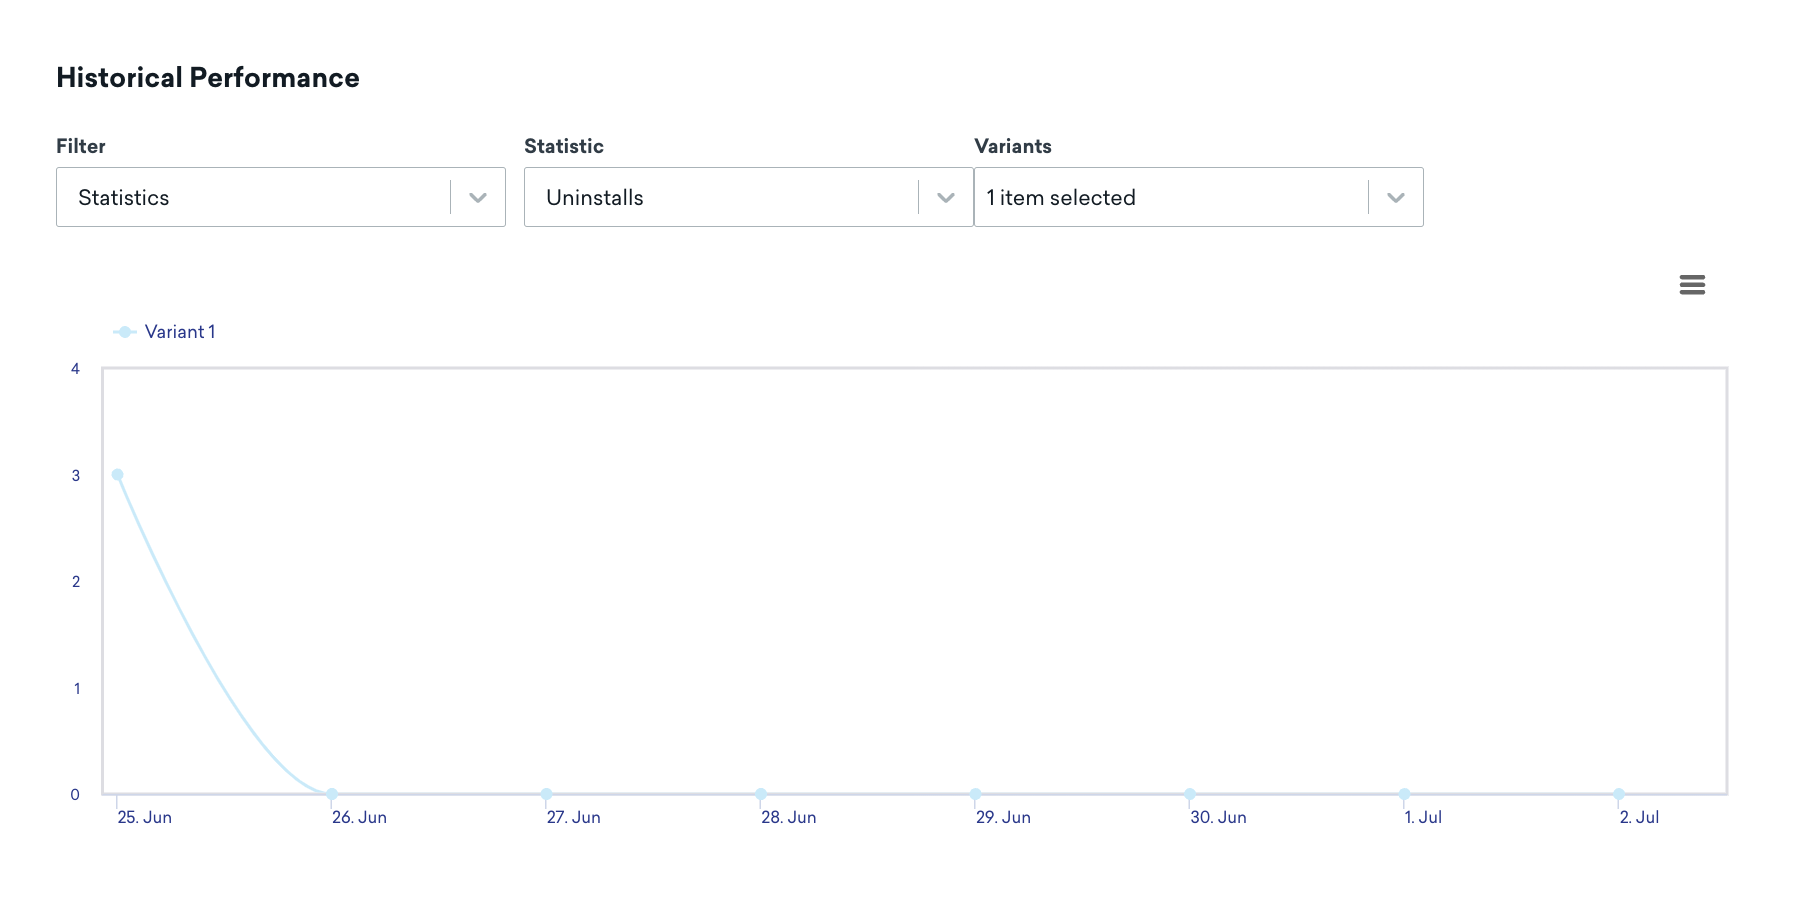 Historical Performance
Filter
Statistic
Variants
Statistics
Uninstalls
1 item selected
Variant 1
4
3
2
1
0
25. Jun
26. Jun
27. Jun
28. Jun
29. Jun
30. Jun
1. Jul
2. Jul